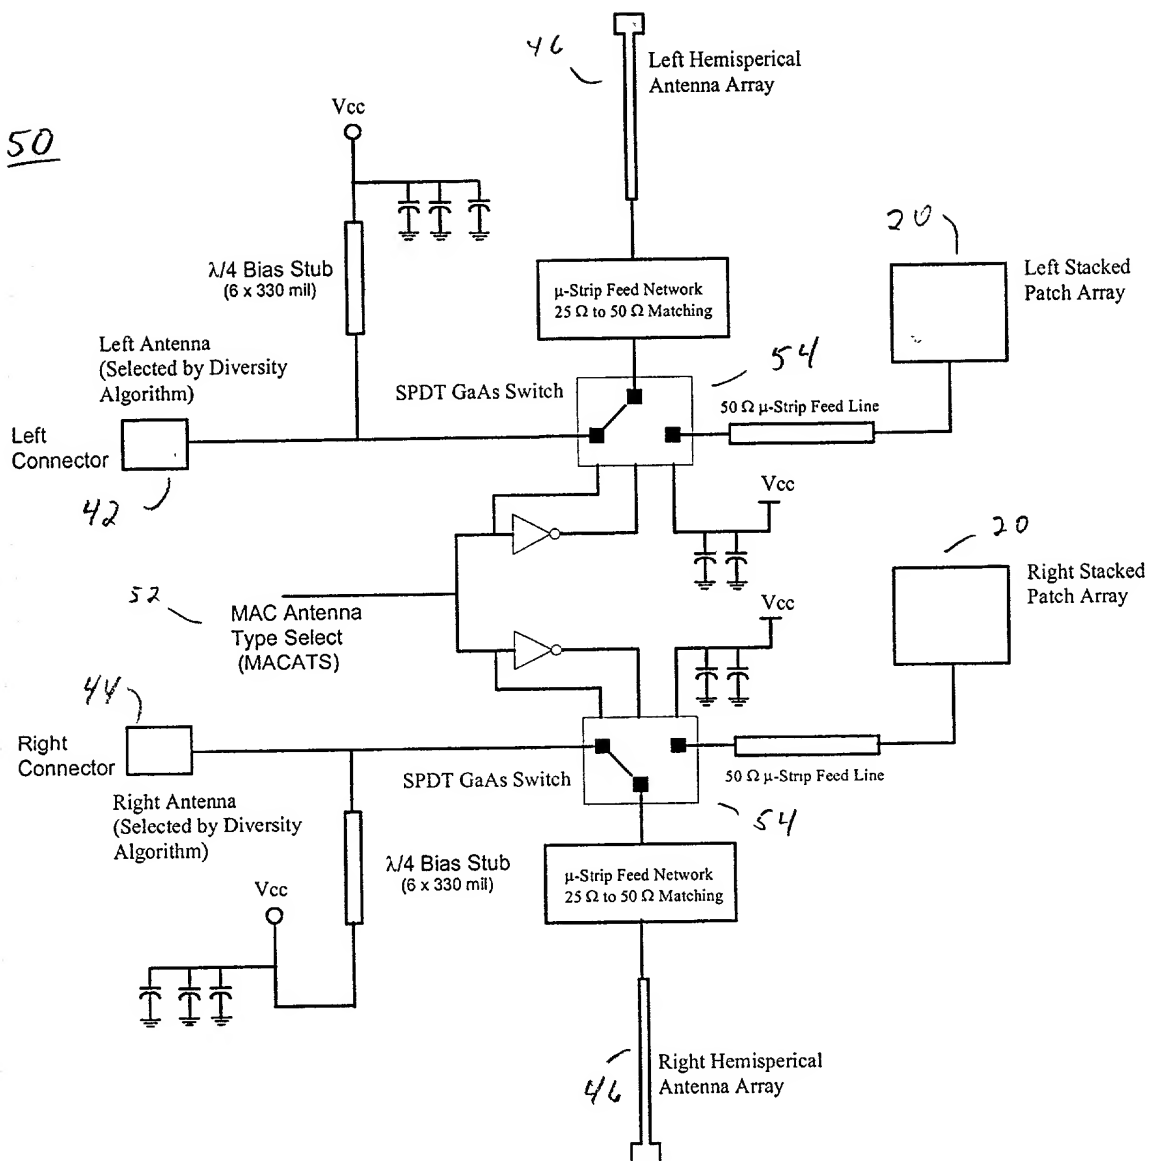 46
Left Hemisperical
Antenna Array
Vcc
50
20
λ/4 Bias Stub
(6 x 330 mil)
μ-Strip Feed Network
25 Ω to 50 Ω Matching
Left Stacked
Patch Array
Left Antenna
(Selected by Diversity
Algorithm)
54
SPDT GaAs Switch
50 Ω μ-Strip Feed Line
Left
Connector
42
Vcc
20
52
MAC Antenna
Type Select
(MACATS)
Vcc
Right Stacked
Patch Array
44
Right
Connector
SPDT GaAs Switch
50 Ω μ-Strip Feed Line
Right Antenna
(Selected by Diversity
Algorithm)
54
λ/4 Bias Stub
(6 x 330 mil)
μ-Strip Feed Network
25 Ω to 50 Ω Matching
Vcc
46
Right Hemisperical
Antenna Array